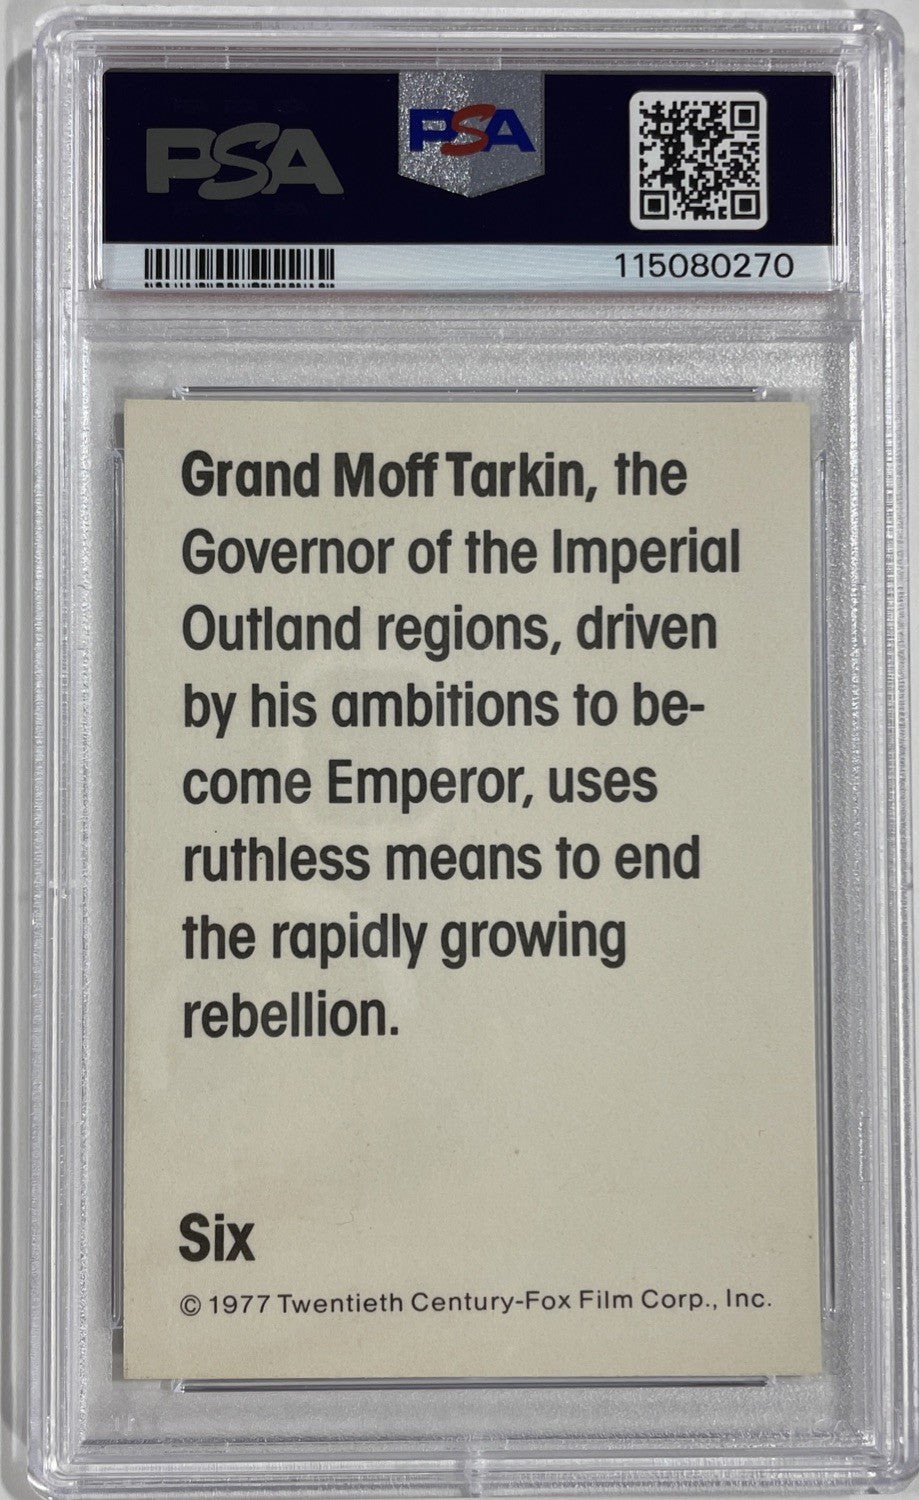 PSA
PSA
115080270
Grand Moff Tarkin, the
Governor of the Imperial
Outland regions, driven
by his ambitions to be-
come Emperor, uses
ruthless means to end
the rapidly growing
rebellion.
Six
© 1977 Twentieth Century-Fox Film Corp., Inc.